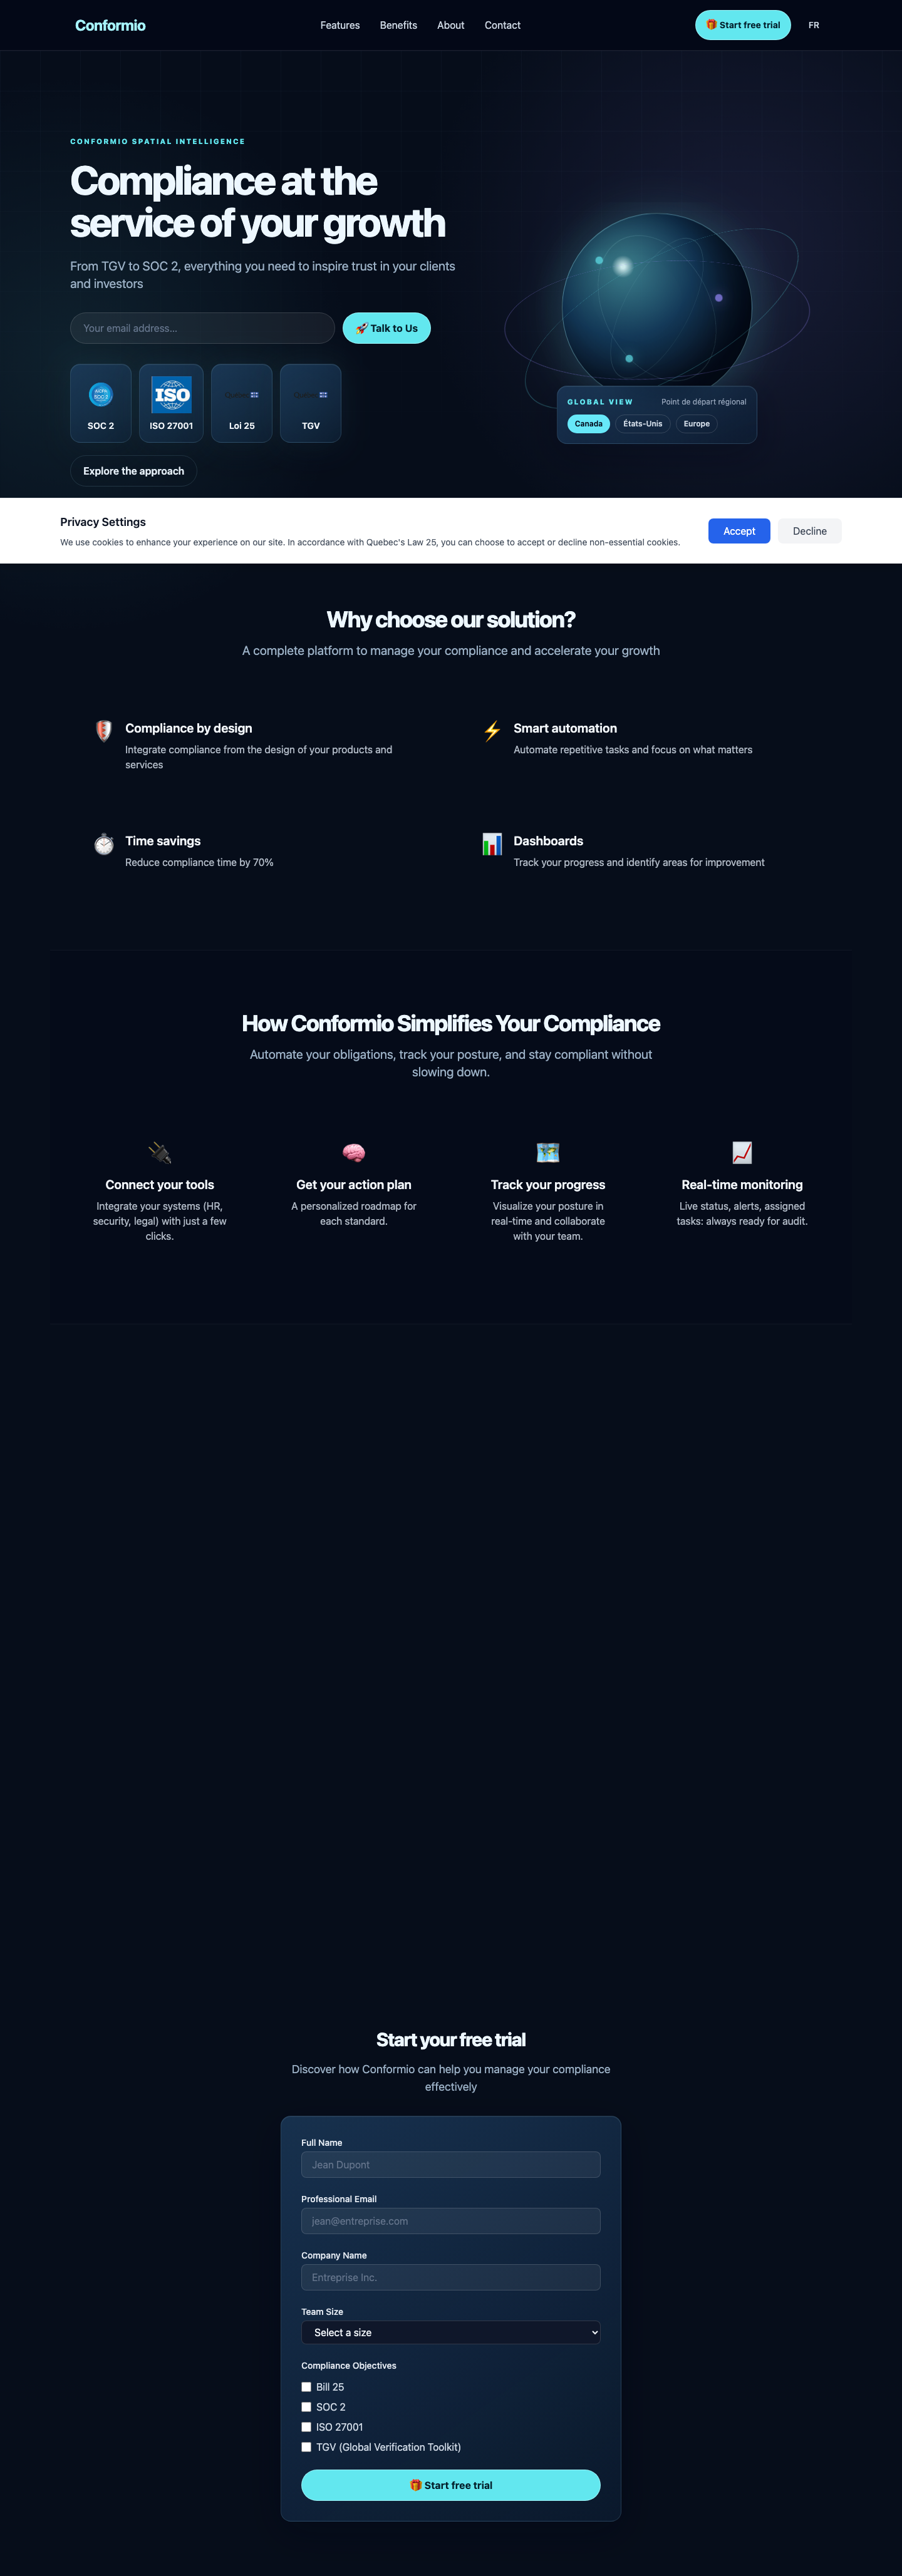 Conformio
Features
Benefits
About
Contact
🎁 Start free trial
FR
CONFORMIO SPATIAL INTELLIGENCE
Compliance at the
service of your growth
From TGV to SOC 2, everything you need to inspire trust in your clients
and investors
Your email address...
🚀 Talk to Us
SOC 2
ISO
ISO 27001
Québec
Loi 25
Québec
TGV
Explore the approach
GLOBAL VIEW
Point de départ régional
Canada
États-Unis
Europe
Privacy Settings
We use cookies to enhance your experience on our site. In accordance with Quebec's Law 25, you can choose to accept or decline non-essential cookies.
Accept
Decline
Why choose our solution?
A complete platform to manage your compliance and accelerate your growth
Compliance by design
Integrate compliance from the design of your products and
services
Smart automation
Automate repetitive tasks and focus on what matters
Time savings
Reduce compliance time by 70%
Dashboards
Track your progress and identify areas for improvement
How Conformio Simplifies Your Compliance
Automate your obligations, track your posture, and stay compliant without
slowing down.
Connect your tools
Integrate your systems (HR,
security, legal) with just a few
clicks.
Get your action plan
A personalized roadmap for
each standard.
Track your progress
Visualize your posture in
real-time and collaborate
with your team.
Real-time monitoring
Live status, alerts, assigned
tasks: always ready for audit.
Start your free trial
Discover how Conformio can help you manage your compliance
effectively
Full Name
Jean Dupont
Professional Email
jean@entreprise.com
Company Name
Entreprise Inc.
Team Size
Select a size
Compliance Objectives
Bill 25
SOC 2
ISO 27001
TGV (Global Verification Toolkit)
🎁 Start free trial